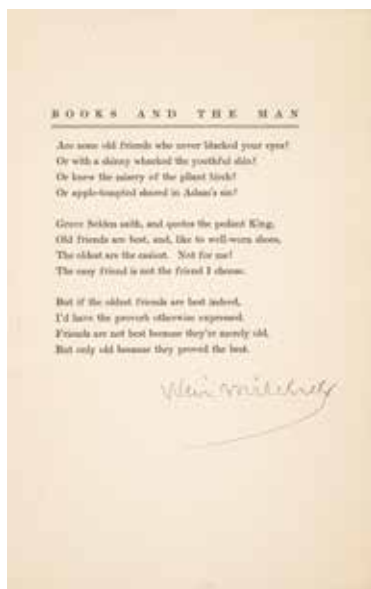 BOOKS AND THE MAN
Are some old friends who never blacked your eyes?
Or with a shinny whacked the youthful shin?
Or knew the misery of the pliant birch?
Or apple-tempted shared in Adam's sin?
Grave Selden saith, and quotes the pedant King,
Old friends are best, and, like to well-worn shoes,
The oldest are the easiest. Not for me!
The easy friend is not the friend I choose.
But if the oldest friends are best indeed,
I'd have the proverb otherwise expressed.
Friends are not best because they're merely old,
But only old because they proved the best.
Weir Mitchell